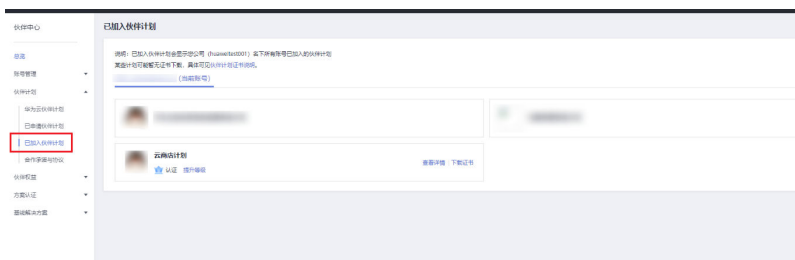 伙伴中心
总览
账号管理
伙伴计划
华为云伙伴计划
已申请伙伴计划
已加入伙伴计划
合作承诺与协议
伙伴权益
方案认证
基础解决方案
已加入伙伴计划
说明：已加入伙伴计划会显示您公司（huaweitest001）名下所有账号已加入的伙伴计划
某些计划可能暂无证书下载，具体可见伙伴计划证书说明。
（当前账号）
云商店计划
认证 提升等级
查看详情 下载证书